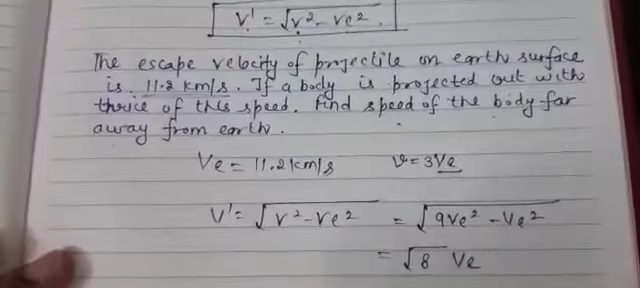 V' = √v² - ve²
The escape velocity of projectile on earth surface
is 11.2 km/s. If a body is projected out with
thrice of this speed. find speed of the body far
away from earth.
Ve = 11.2 km/s v = 3Ve
V' = √v² - ve² = √9ve² - Ve²
= √8 Ve